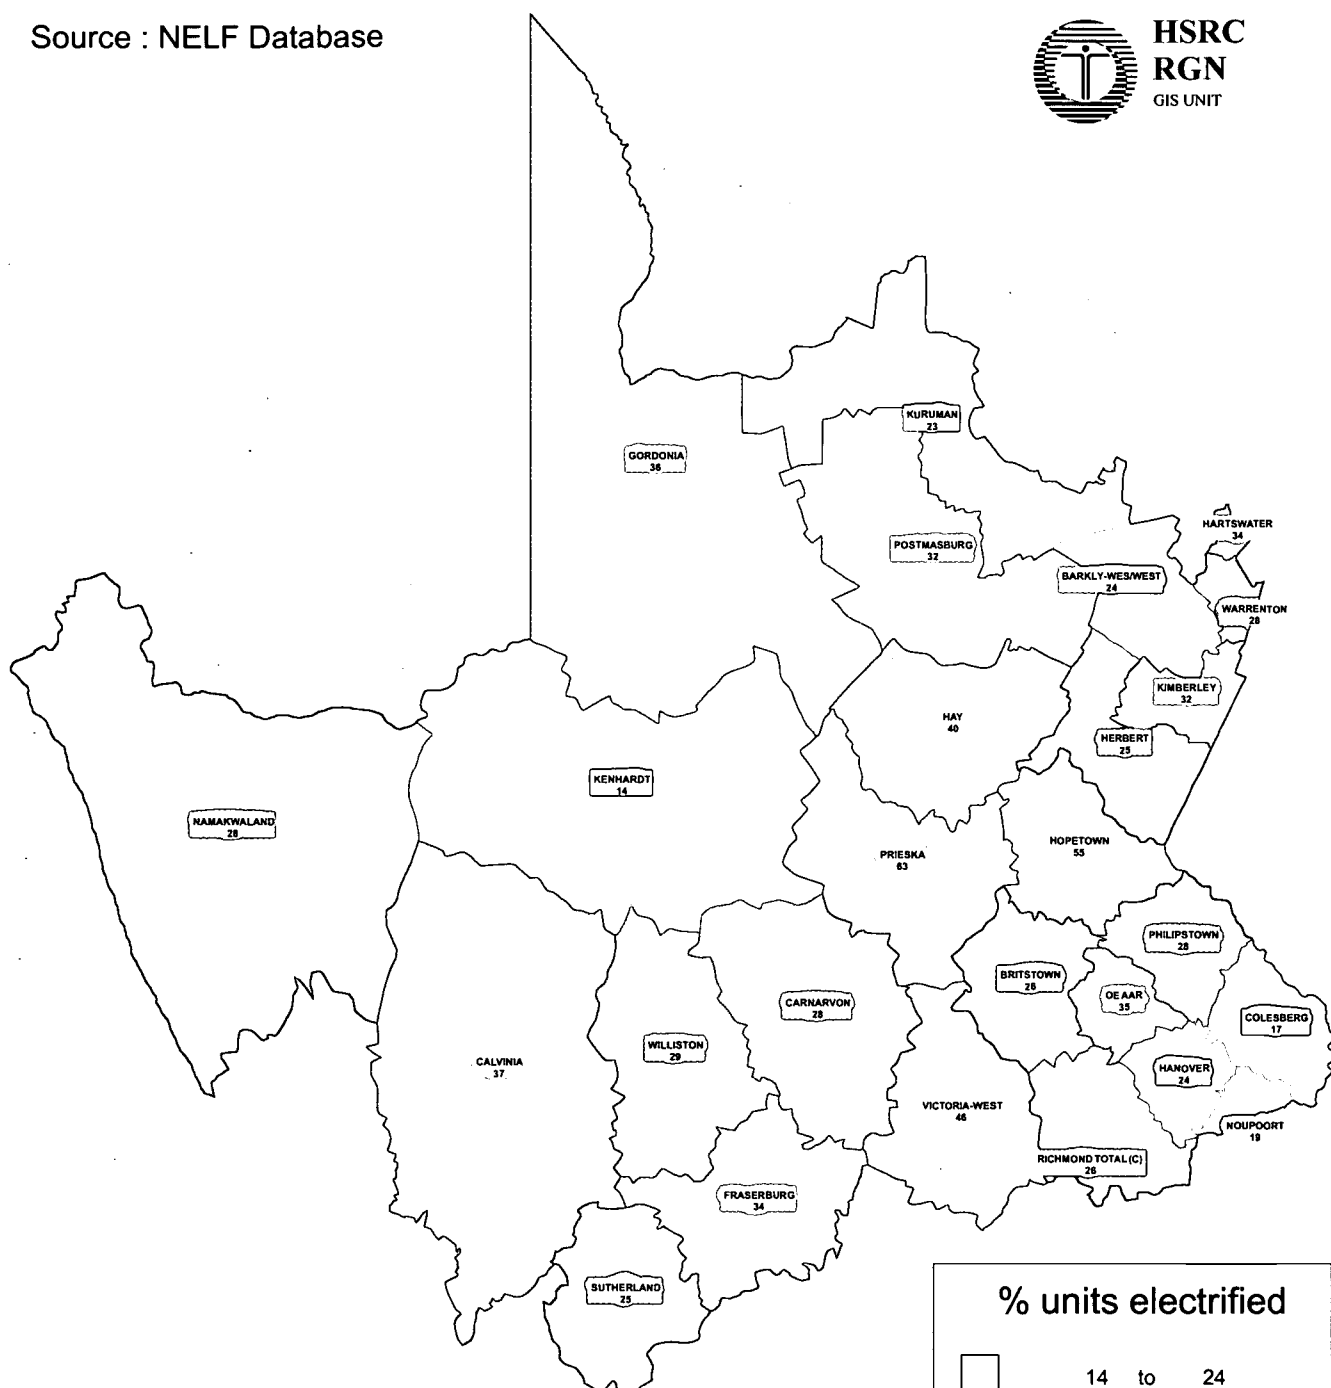 Source : NELF Database
HSRC
RGN
GIS UNIT
KURUMAN
23
GORDONIA
36
HARTSWATER
34
POSTMASBURG
32
BARKLY-WES/WEST
24
WARRENTON
28
KIMBERLEY
32
HAY
40
HERBERT
25
KENHARDT
14
NAMAKWALAND
28
HOPETOWN
55
PRIESKA
63
PHILIPSTOWN
28
BRITSTOWN
26
OE AAR
35
CARNARVON
28
COLESBERG
17
WILLISTON
29
CALVINIA
37
HANOVER
24
VICTORIA-WEST
46
NOUPOORT
19
RICHMOND TOTAL (C)
26
FRASERBURG
34
SUTHERLAND
25
% units electrified
14 to 24